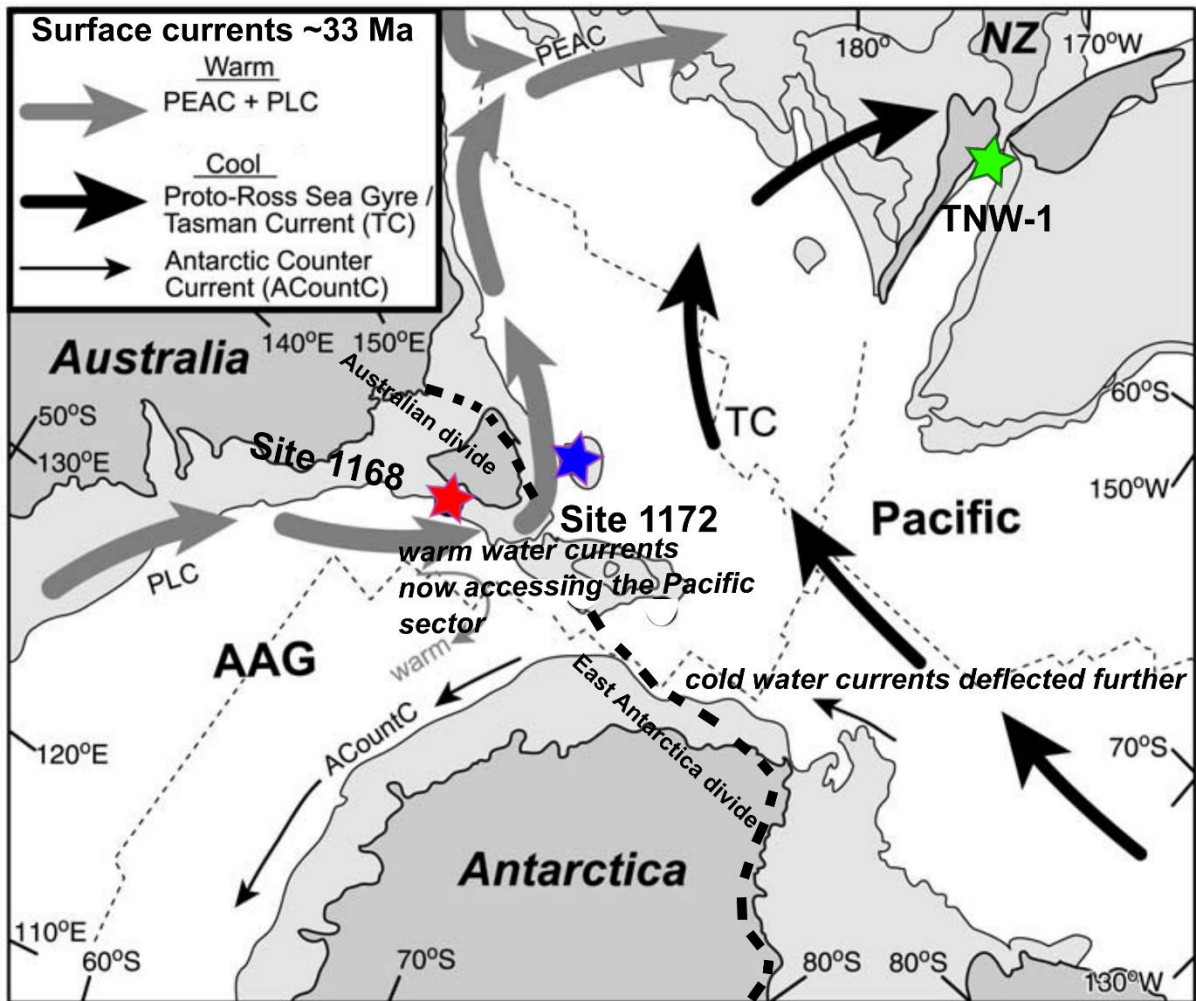 Surface currents ~33 Ma
Warm
PEAC + PLC
Cool
Proto-Ross Sea Gyre /
Tasman Current (TC)
Antarctic Counter
Current (ACountC)
PEAC
180°
NZ
170°W
TNW-1
140°E
150°E
Australia
Australian divide
50°S
130°E
Site 1168
TC
60°S
150°W
Site 1172
Pacific
PLC
warm water currents
now accessing the Pacific
sector
warm
AAG
East Antarctica divide
cold water currents deflected further
ACountC
120°E
70°S
Antarctica
110°E
60°S
70°S
80°S
80°S
130°W